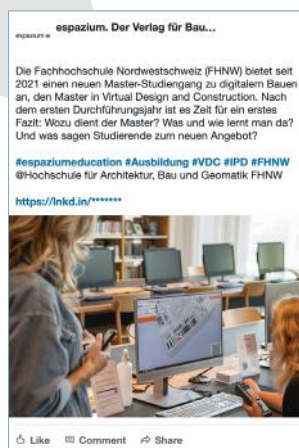 espazium. Der Verlag für Bau...
espazium
Die Fachhochschule Nordwestschweiz (FHNW) bietet seit
2021 einen neuen Master-Studiengang zu digitalem Bauen
an, den Master in Virtual Design and Construction. Nach
dem ersten Durchführungsjahr ist es Zeit für ein erstes
Fazit: Wozu dient der Master? Was und wie lernt man da?
Und was sagen Studierende zum neuen Angebot?
#espaziumeducation #Ausbildung #VDC #IPD #FHNW
@Hochschule für Architektur, Bau und Geomatik FHNW
https://lnkd.in/*******
Like Comment Share